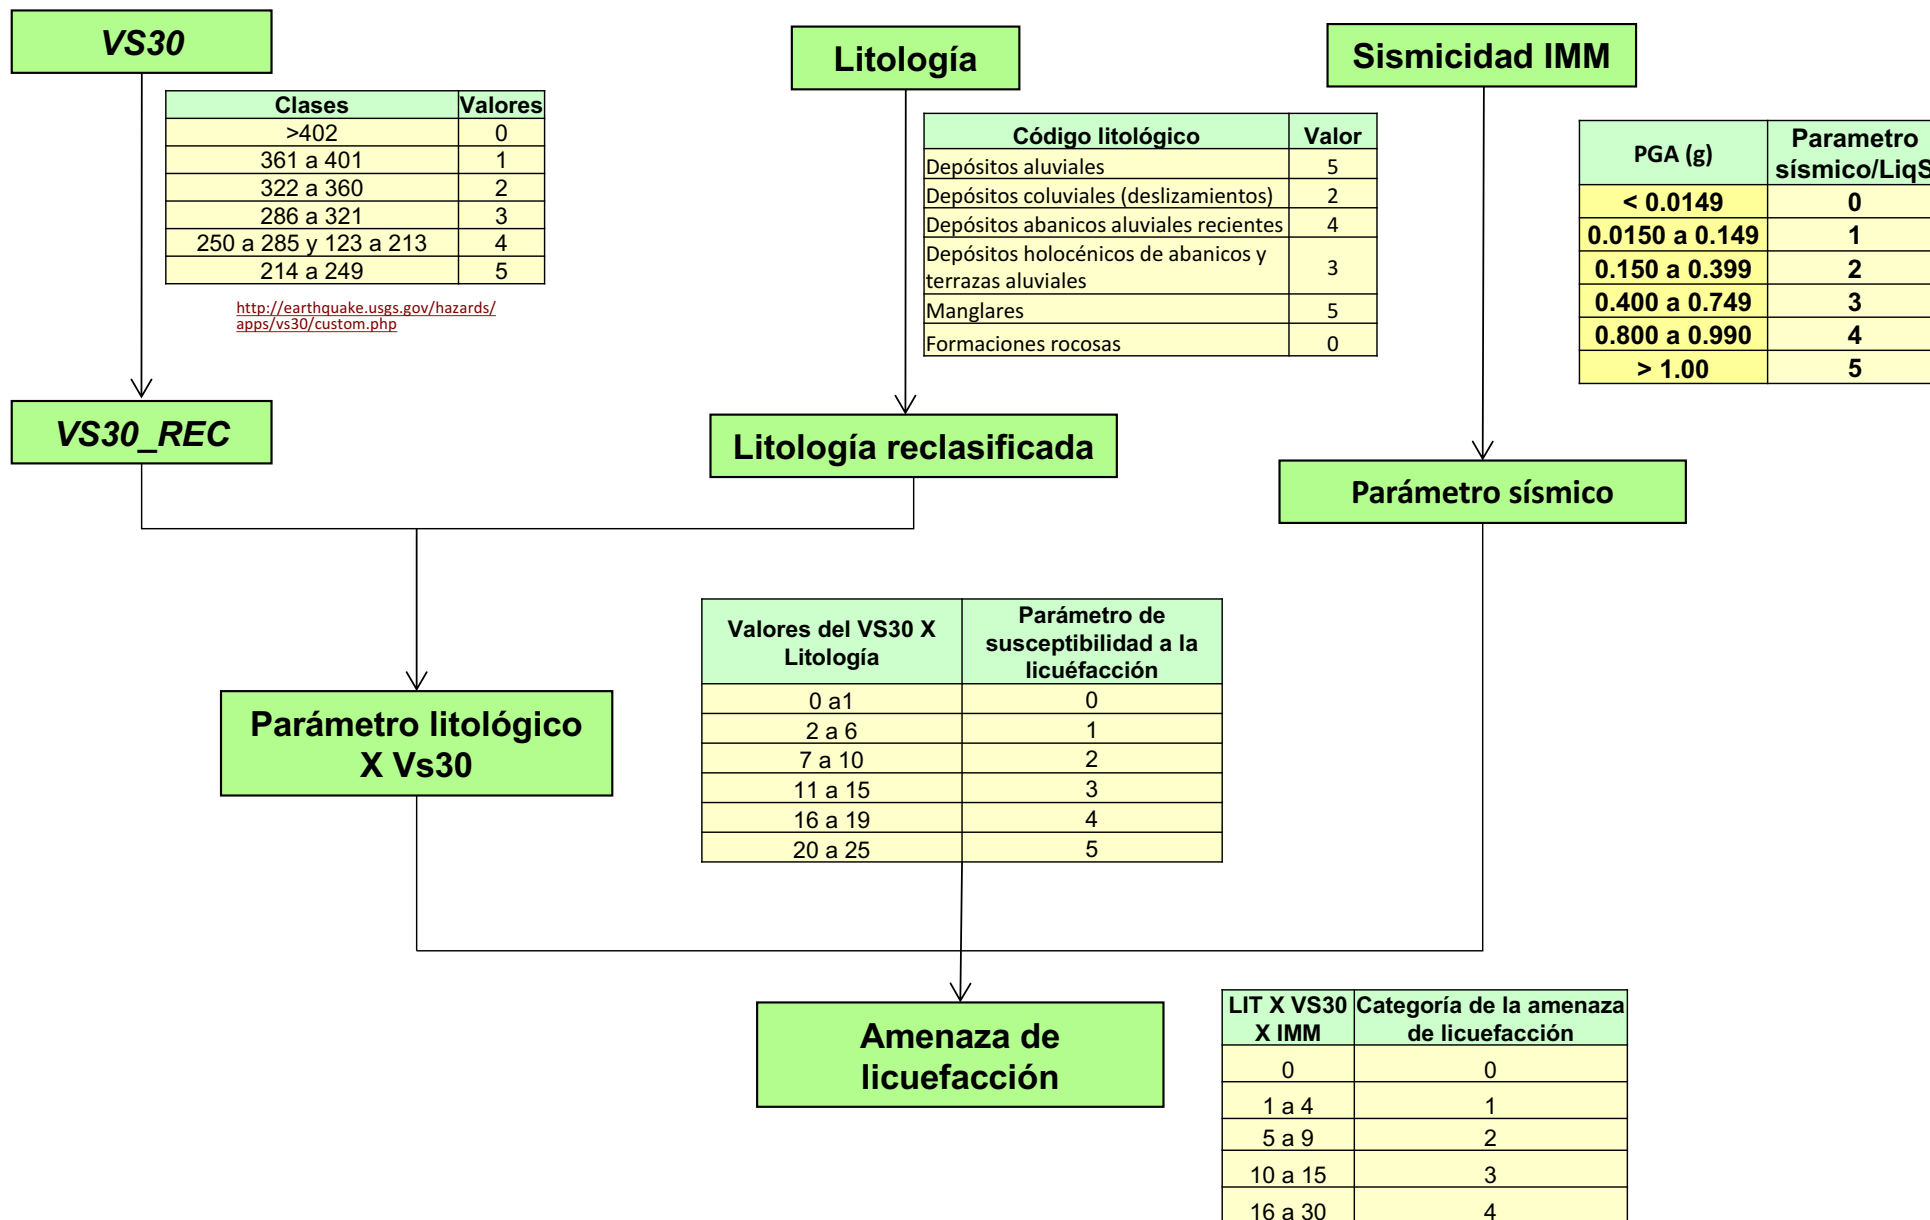 VS30
Litología
Sismicidad IMM
Clases Valores
>402 0
361 a 401 1
322 a 360 2
286 a 321 3
250 a 285 y 123 a 213 4
214 a 249 5
http://earthquake.usgs.gov/hazards/
apps/vs30/custom.php
Código litológico Valor
Depósitos aluviales 5
Depósitos coluviales (deslizamientos) 2
Depósitos abanicos aluviales recientes 4
Depósitos holocénicos de abanicos y
terrazas aluviales 3
Manglares 5
Formaciones rocosas 0
PGA (g) Parametro
sísmico/LiqS
< 0.0149 0
0.0150 a 0.149 1
0.150 a 0.399 2
0.400 a 0.749 3
0.800 a 0.990 4
> 1.00 5
VS30_REC
Litología reclasificada
Parámetro sísmico
Valores del VS30 X
Litología
Parámetro de
susceptibilidad a la
licuéfacción
0 a1 0
2 a 6 1
7 a 10 2
11 a 15 3
16 a 19 4
20 a 25 5
Parámetro litológico
X Vs30
Amenaza de
licuefacción
LIT X VS30
X IMM
Categoría de la amenaza
de licuefacción
0 0
1 a 4 1
5 a 9 2
10 a 15 3
16 a 30 4